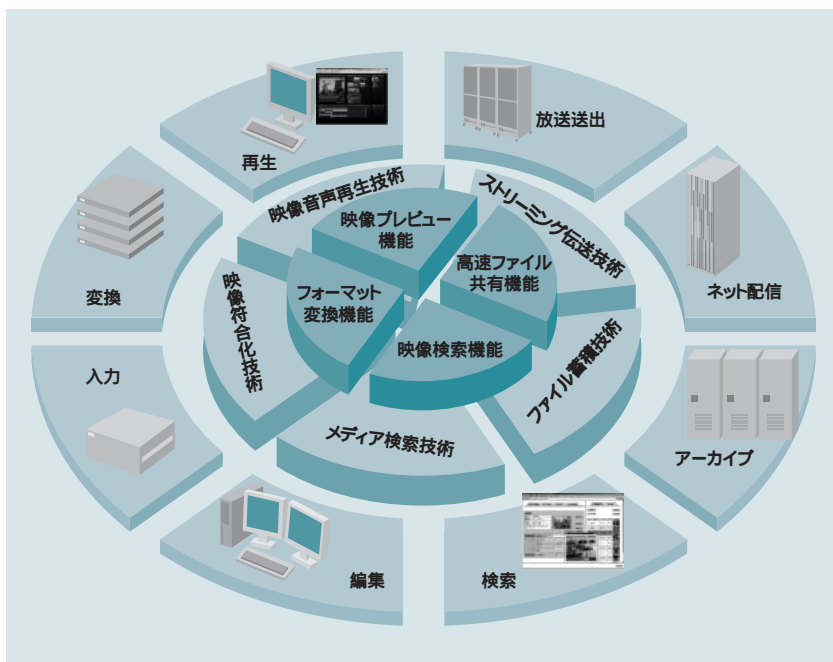 再生
放送送出
変換
ネット配信
入力
アーカイブ
編集
検索
映像音声再生技術
ストリーミング伝送技術
映像符号化技術
ファイル蓄積技術
メディア検索技術
映像プレビュー
機能
高速ファイル
共有機能
フォーマット
変換機能
映像検索機能